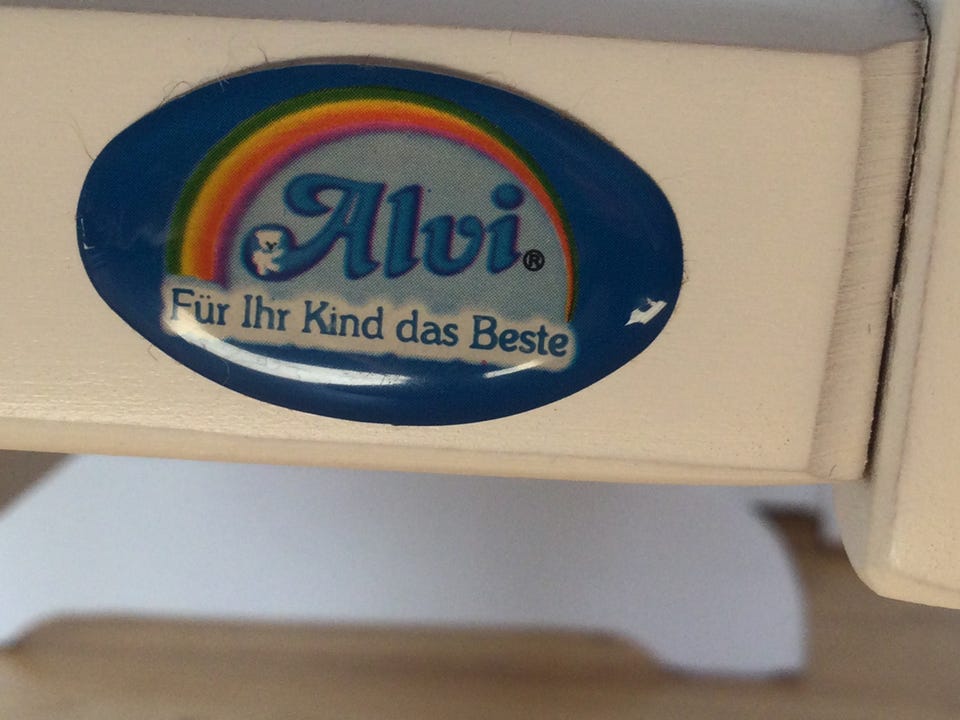 Alvi®
Für Ihr Kind das Beste